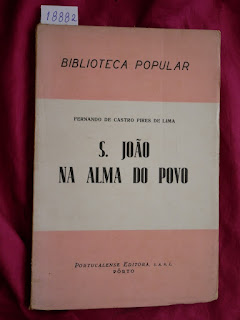 18882
BIBLIOTECA POPULAR
FERNANDO DE CASTRO PIRES DE LIMA
S. JOÃO
NA ALMA DO POVO
PORTUCALENSE EDITORA, S. A. R. L.
PÔRTO